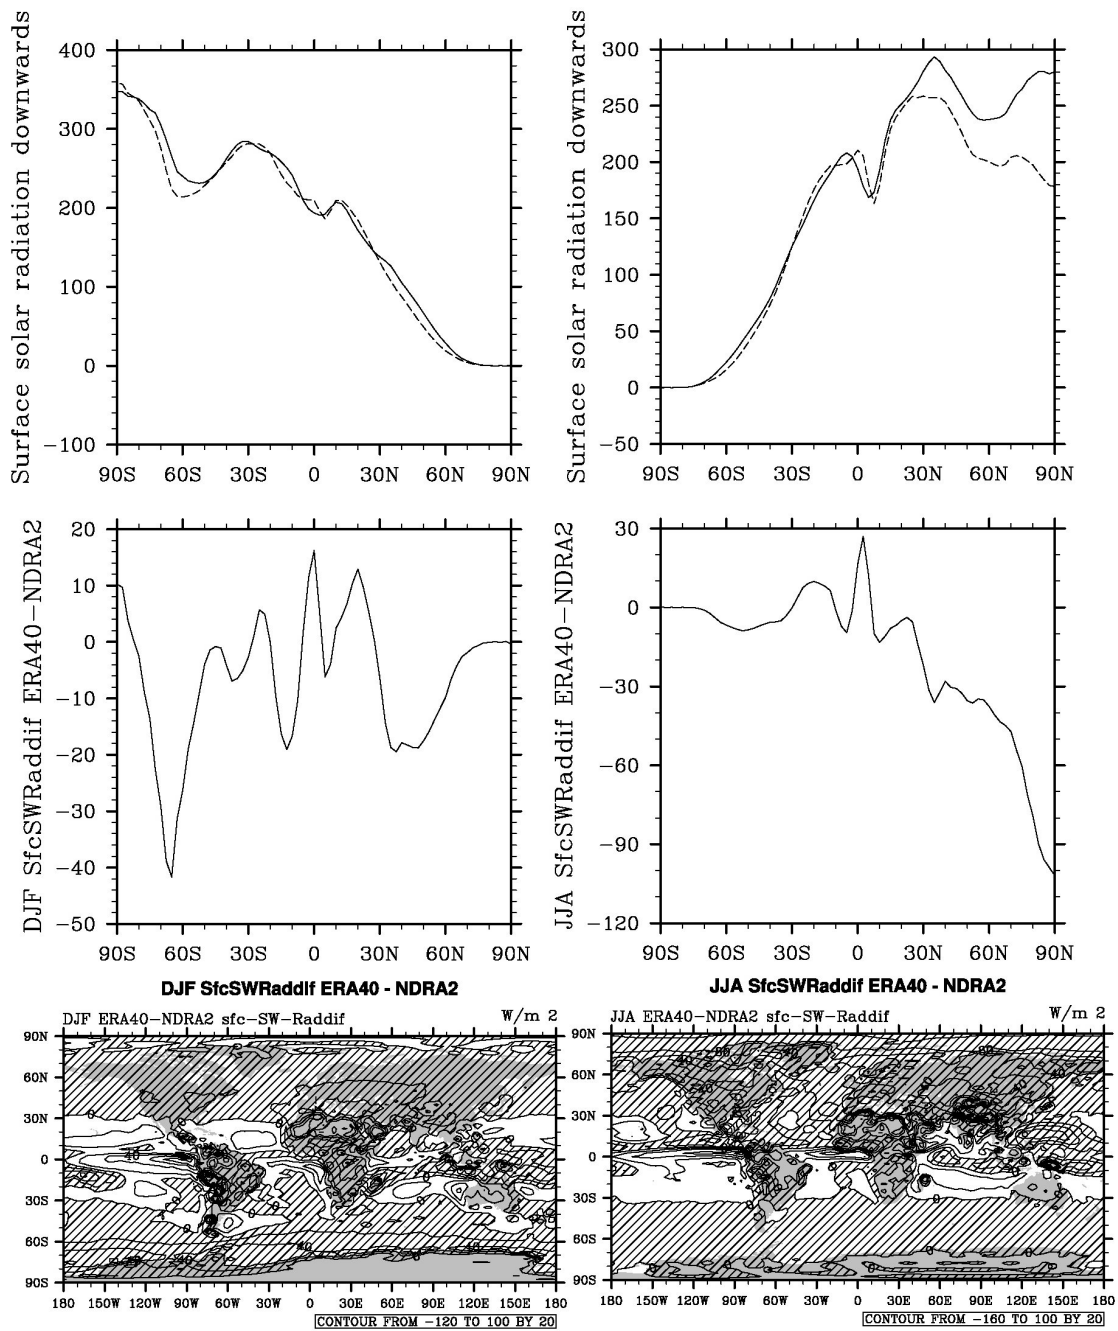 Surface solar radiation downwards
400
300
200
100
0
-100
90S 60S 30S 0 30N 60N 90N
Surface solar radiation downwards
300
250
200
150
100
50
0
-50
90S 60S 30S 0 30N 60N 90N
DJF SfcSWRaddif ERA40-NDRA2
20
10
0
-10
-20
-30
-40
-50
90S 60S 30S 0 30N 60N 90N
JJA SfcSWRaddif ERA40-NDRA2
30
0
-30
-60
-90
-120
90S 60S 30S 0 30N 60N 90N
DJF SfcSWRaddif ERA40 - NDRA2
DJF ERA40-NDRA2 sfc-SW-Raddif W/m 2
90N
60N
30N
0
30S
60S
90S
180 150W 120W 90W 60W 30W 0 30E 60E 90E 120E 150E 180
CONTOUR FROM -120 TO 100 BY 20
JJA SfcSWRaddif ERA40 - NDRA2
JJA ERA40-NDRA2 sfc-SW-Raddif W/m 2
90N
60N
30N
0
30S
60S
90S
180 150W 120W 90W 60W 30W 0 30E 60E 90E 120E 150E 180
CONTOUR FROM -160 TO 100 BY 20